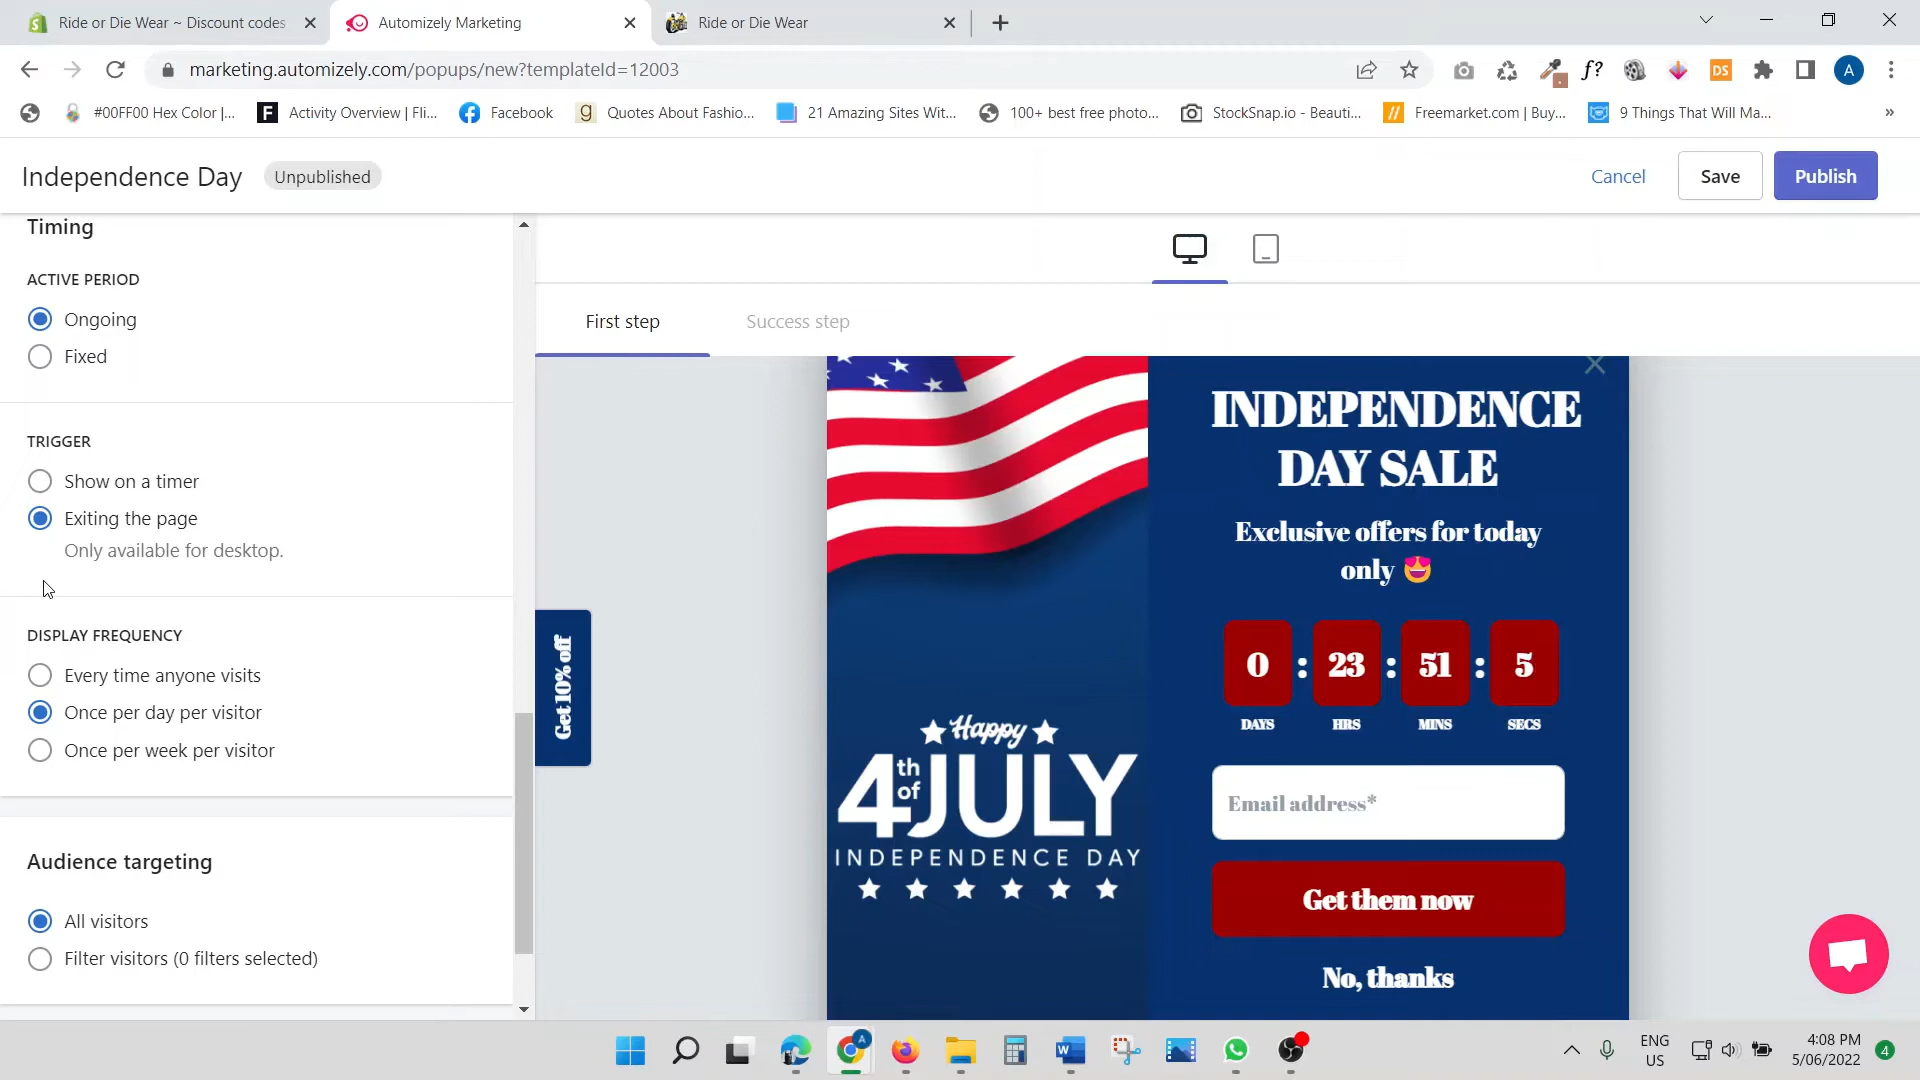 Ride or Die Wear ~ Discount codes
Automizely Marketing
Ride or Die Wear
marketing.automizely.com/popups/new?templateId=12003
f?
DS
A
#00FF00 Hex Color |...
F Activity Overview | Fli...
Facebook
g Quotes About Fashio...
21 Amazing Sites Wit...
100+ best free photo...
StockSnap.io - Beauti...
Freemarket.com | Buy...
9 Things That Will Ma...
»
Independence Day
Unpublished
Cancel
Save
Publish
Timing
ACTIVE PERIOD
Ongoing
Fixed
TRIGGER
Show on a timer
Exiting the page
Only available for desktop.
DISPLAY FREQUENCY
Every time anyone visits
Once per day per visitor
Once per week per visitor
Audience targeting
All visitors
Filter visitors (0 filters selected)
First step
Success step
Get 10% off
Happy
4th of JULY
INDEPENDENCE DAY
INDEPENDENCE
DAY SALE
Exclusive offers for today
only 😍
0 : 23 : 51 : 5
DAYS HRS MINS SECS
Email address*
Get them now
No, thanks
A
W
ENG
US
4:08 PM
5/06/2022
4